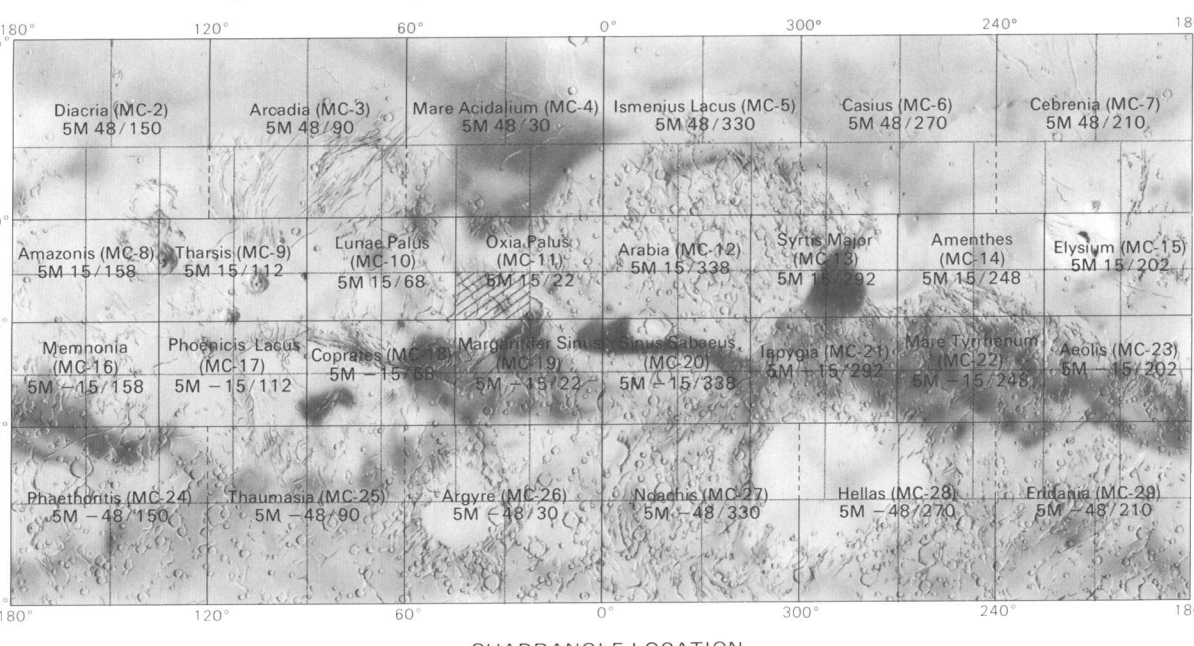 180° 120° 60° 0° 300° 240° 18
Diacria (MC-2) Arcadia (MC-3) Mare Acidalium (MC-4) Ismenius Lacus (MC-5) Casius (MC-6) Cebrenia (MC-7)
5M 48/150 5M 48/90 5M 48/30 5M 48/330 5M 48/270 5M 48/210
Amazonis (MC-8)
5M 15/158
Tharsis (MC-9)
5M 15/112
Lunae Palus
(MC-10)
5M 15/68
Oxia Palus
(MC-11)
5M 15/22
Arabia (MC-12)
5M 15/338
Syrtis Major
(MC-13)
5M 15/292
Amenthes
(MC-14)
5M 15/248
Elysium (MC-15)
5M 15/202
Memnonia
(MC-16)
5M −15/158
Phoenicis Lacus
(MC-17)
5M −15/112
Coprates (MC-18)
5M −15/68
Margaritifer Sinus
(MC-19)
5M −15/22
Sinus Sabaeus
(MC-20)
5M −15/338
Iapygia (MC-21)
5M −15/292
Mare Tyrrhenum
(MC-22)
5M −15/248
Aeolis (MC-23)
5M −15/202
Phaethontis (MC-24) Thaumasia (MC-25) Argyre (MC-26) Noachis (MC-27) Hellas (MC-28) Eridania (MC-29)
5M −48/150 5M −48/90 5M −48/30 5M −48/330 5M −48/270 5M −48/210
180° 120° 60° 0° 300° 240° 18
QUADRANGLE LOCATION